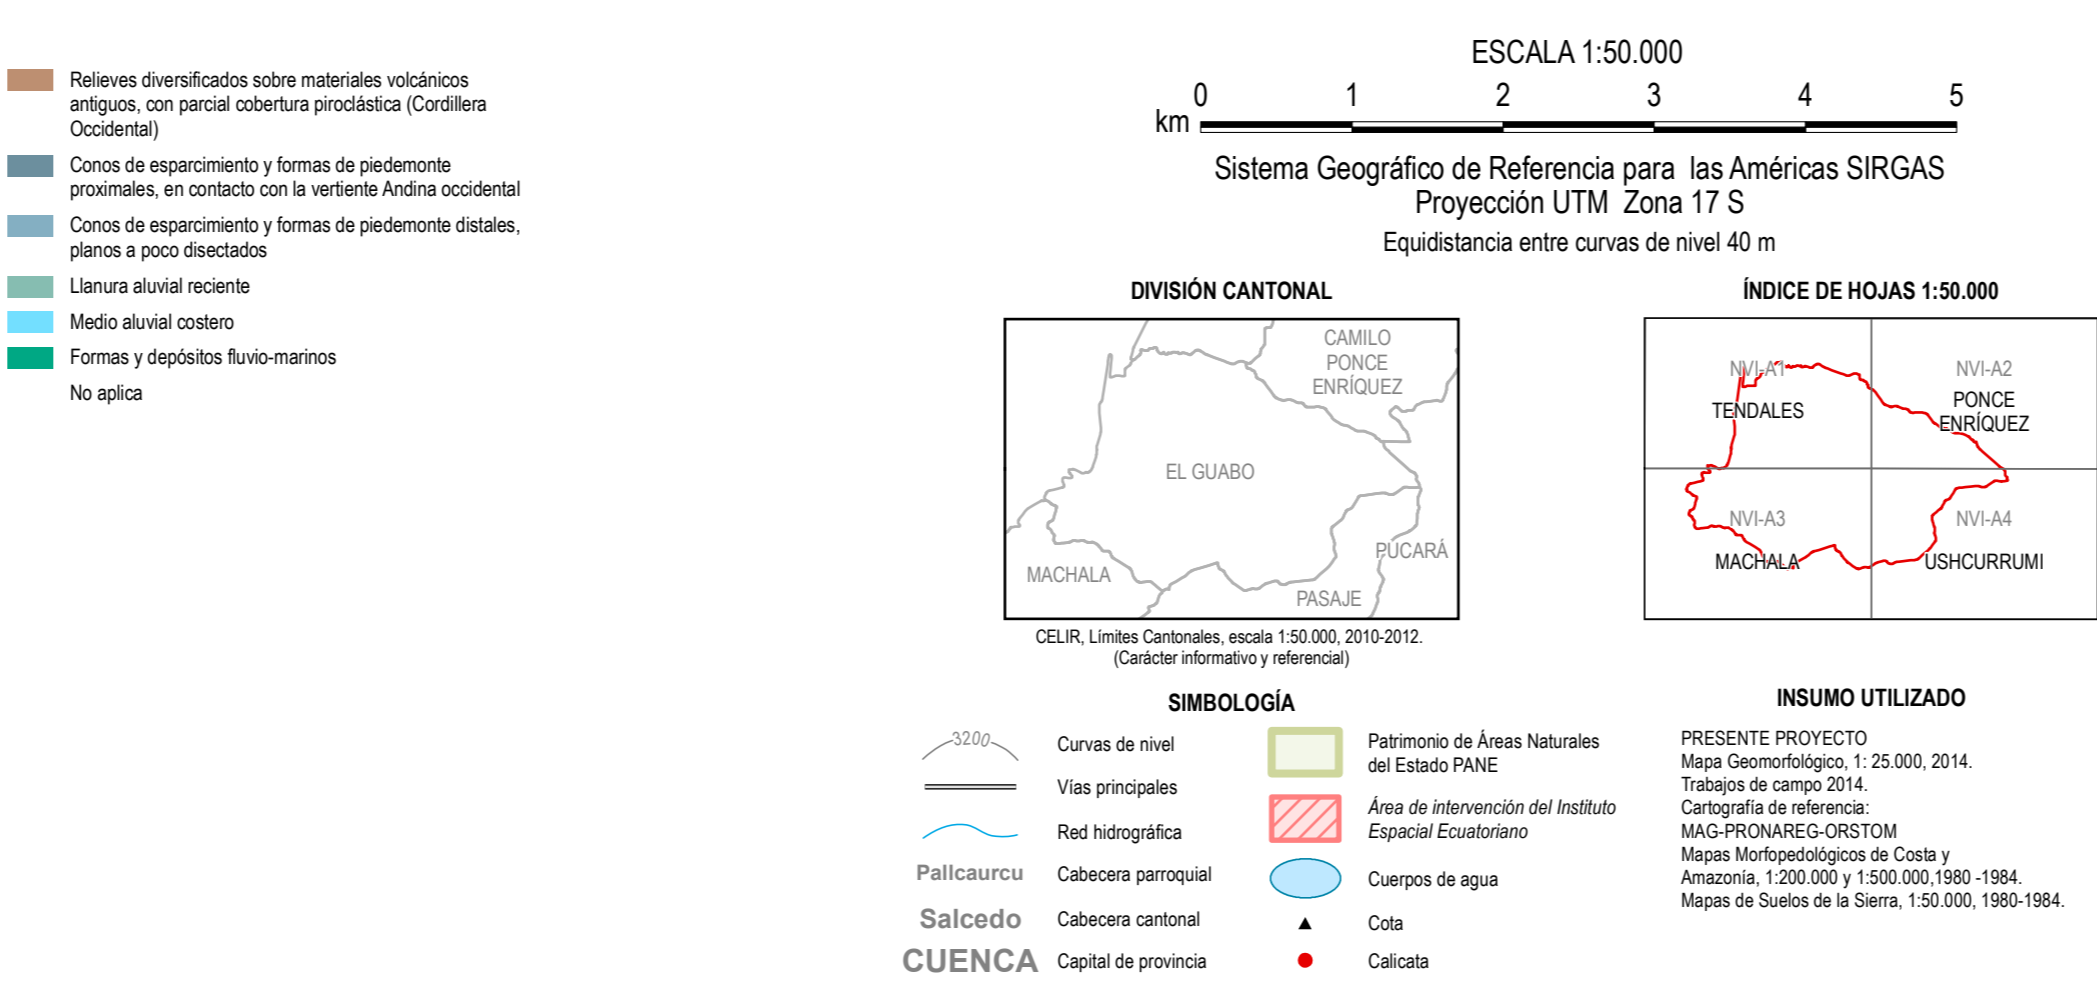 Relieves diversificados sobre materiales volcánicos
antiguos, con parcial cobertura piroclástica (Cordillera
Occidental)
Conos de esparcimiento y formas de piedemonte
proximales, en contacto con la vertiente Andina occidental
Conos de esparcimiento y formas de piedemonte distales,
planos a poco disectados
Llanura aluvial reciente
Medio aluvial costero
Formas y depósitos fluvio-marinos
No aplica
ESCALA 1:50.000
0 1 2 3 4 5
km
Sistema Geográfico de Referencia para las Américas SIRGAS
Proyección UTM Zona 17 S
Equidistancia entre curvas de nivel 40 m
DIVISIÓN CANTONAL
CAMILO
PONCE
ENRÍQUEZ
EL GUABO
PUCARÁ
MACHALA
PASAJE
CELIR, Límites Cantonales, escala 1:50.000, 2010-2012.
(Carácter informativo y referencial)
ÍNDICE DE HOJAS 1:50.000
NVI-A1
TENDALES
NVI-A2
PONCE
ENRÍQUEZ
NVI-A3
MACHALA
NVI-A4
USHCURRUMI
SIMBOLOGÍA
3200
Curvas de nivel
Vías principales
Red hidrográfica
Pallcaurcu
Cabecera parroquial
Salcedo
Cabecera cantonal
CUENCA
Capital de provincia
Patrimonio de Áreas Naturales
del Estado PANE
Área de intervención del Instituto
Espacial Ecuatoriano
Cuerpos de agua
Cota
Calicata
INSUMO UTILIZADO
PRESENTE PROYECTO
Mapa Geomorfológico, 1: 25.000, 2014.
Trabajos de campo 2014.
Cartografía de referencia:
MAG-PRONAREG-ORSTOM
Mapas Morfopedológicos de Costa y
Amazonía, 1:200.000 y 1:500.000,1980 -1984.
Mapas de Suelos de la Sierra, 1:50.000, 1980-1984.